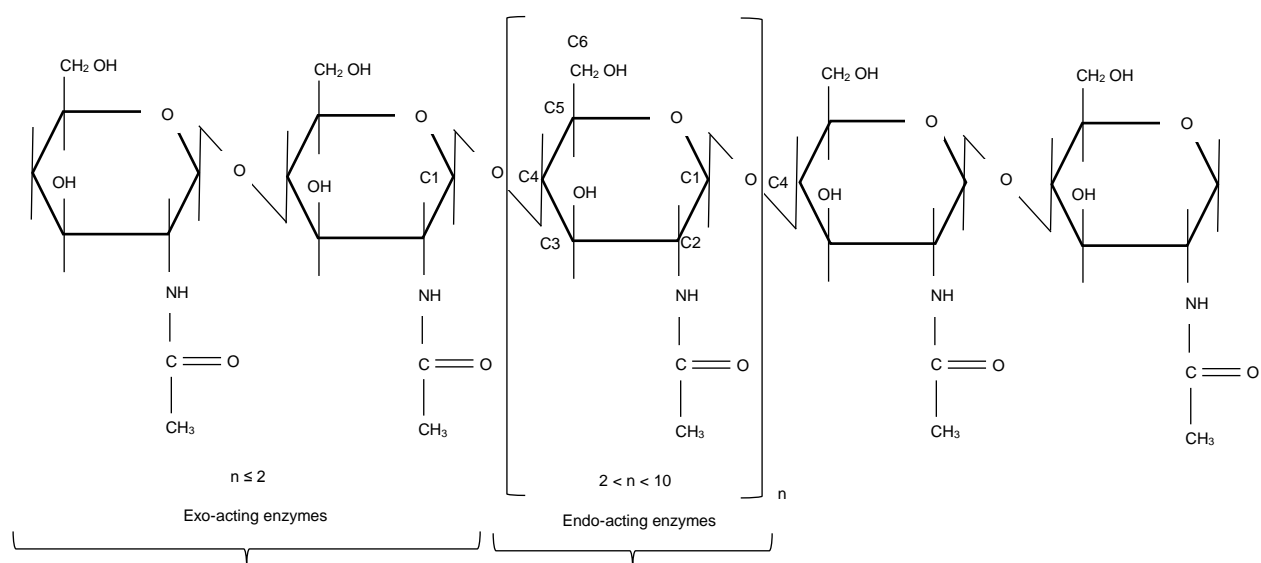 C6
CH2 OH
CH2 OH
CH2 OH
CH2 OH
CH2 OH
C5
O
O
O
O
O
O
O
O
O
C1
C4
C1
C4
OH
OH
OH
OH
OH
C3
C2
NH
NH
NH
NH
NH
C
O
C
O
C
O
C
O
C
O
CH3
CH3
CH3
CH3
CH3
n ≤ 2
2 < n < 10
n
Exo-acting enzymes
Endo-acting enzymes